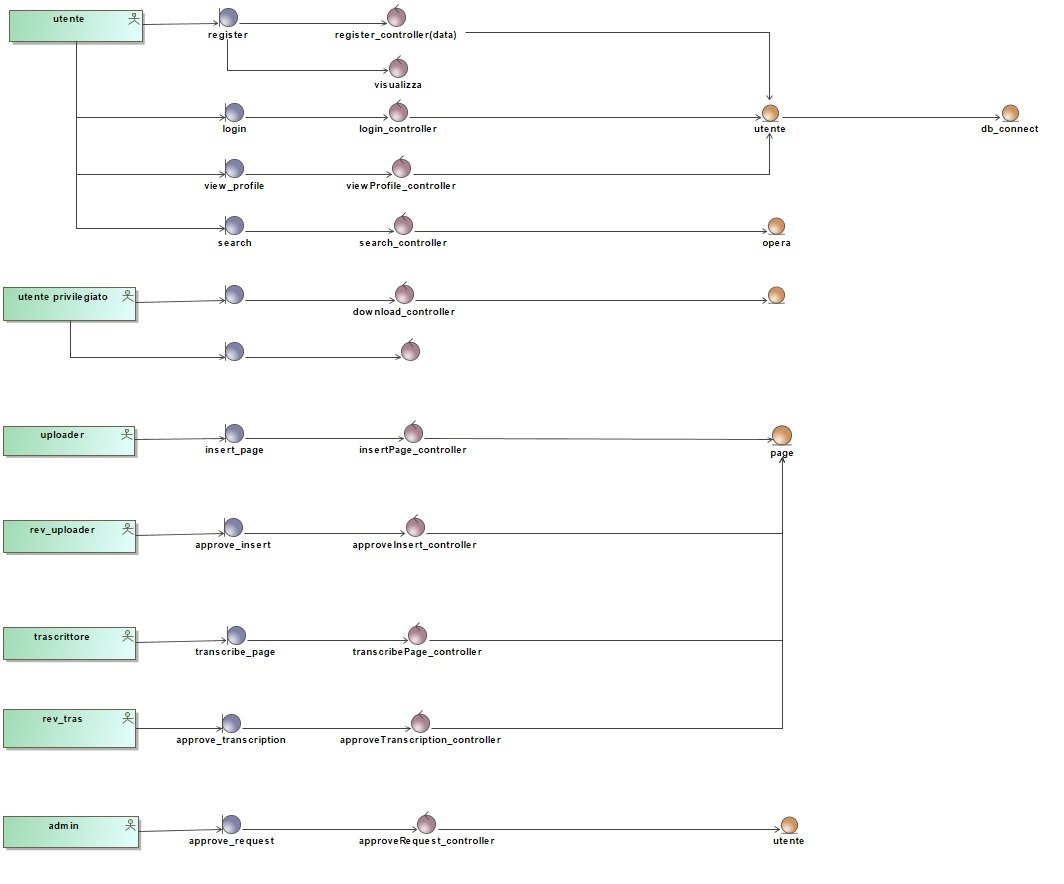 utente
register
register_controller(data)
visualizza
login
login_controller
utente
db_connect
view_profile
viewProfile_controller
search
search_controller
opera
utente privilegiato
download_controller
uploader
insert_page
insertPage_controller
page
rev_uploader
approve_insert
approveInsert_controller
trascrittore
transcribe_page
transcribePage_controller
rev_tras
approve_transcription
approveTranscription_controller
admin
approve_request
approveRequest_controller
utente